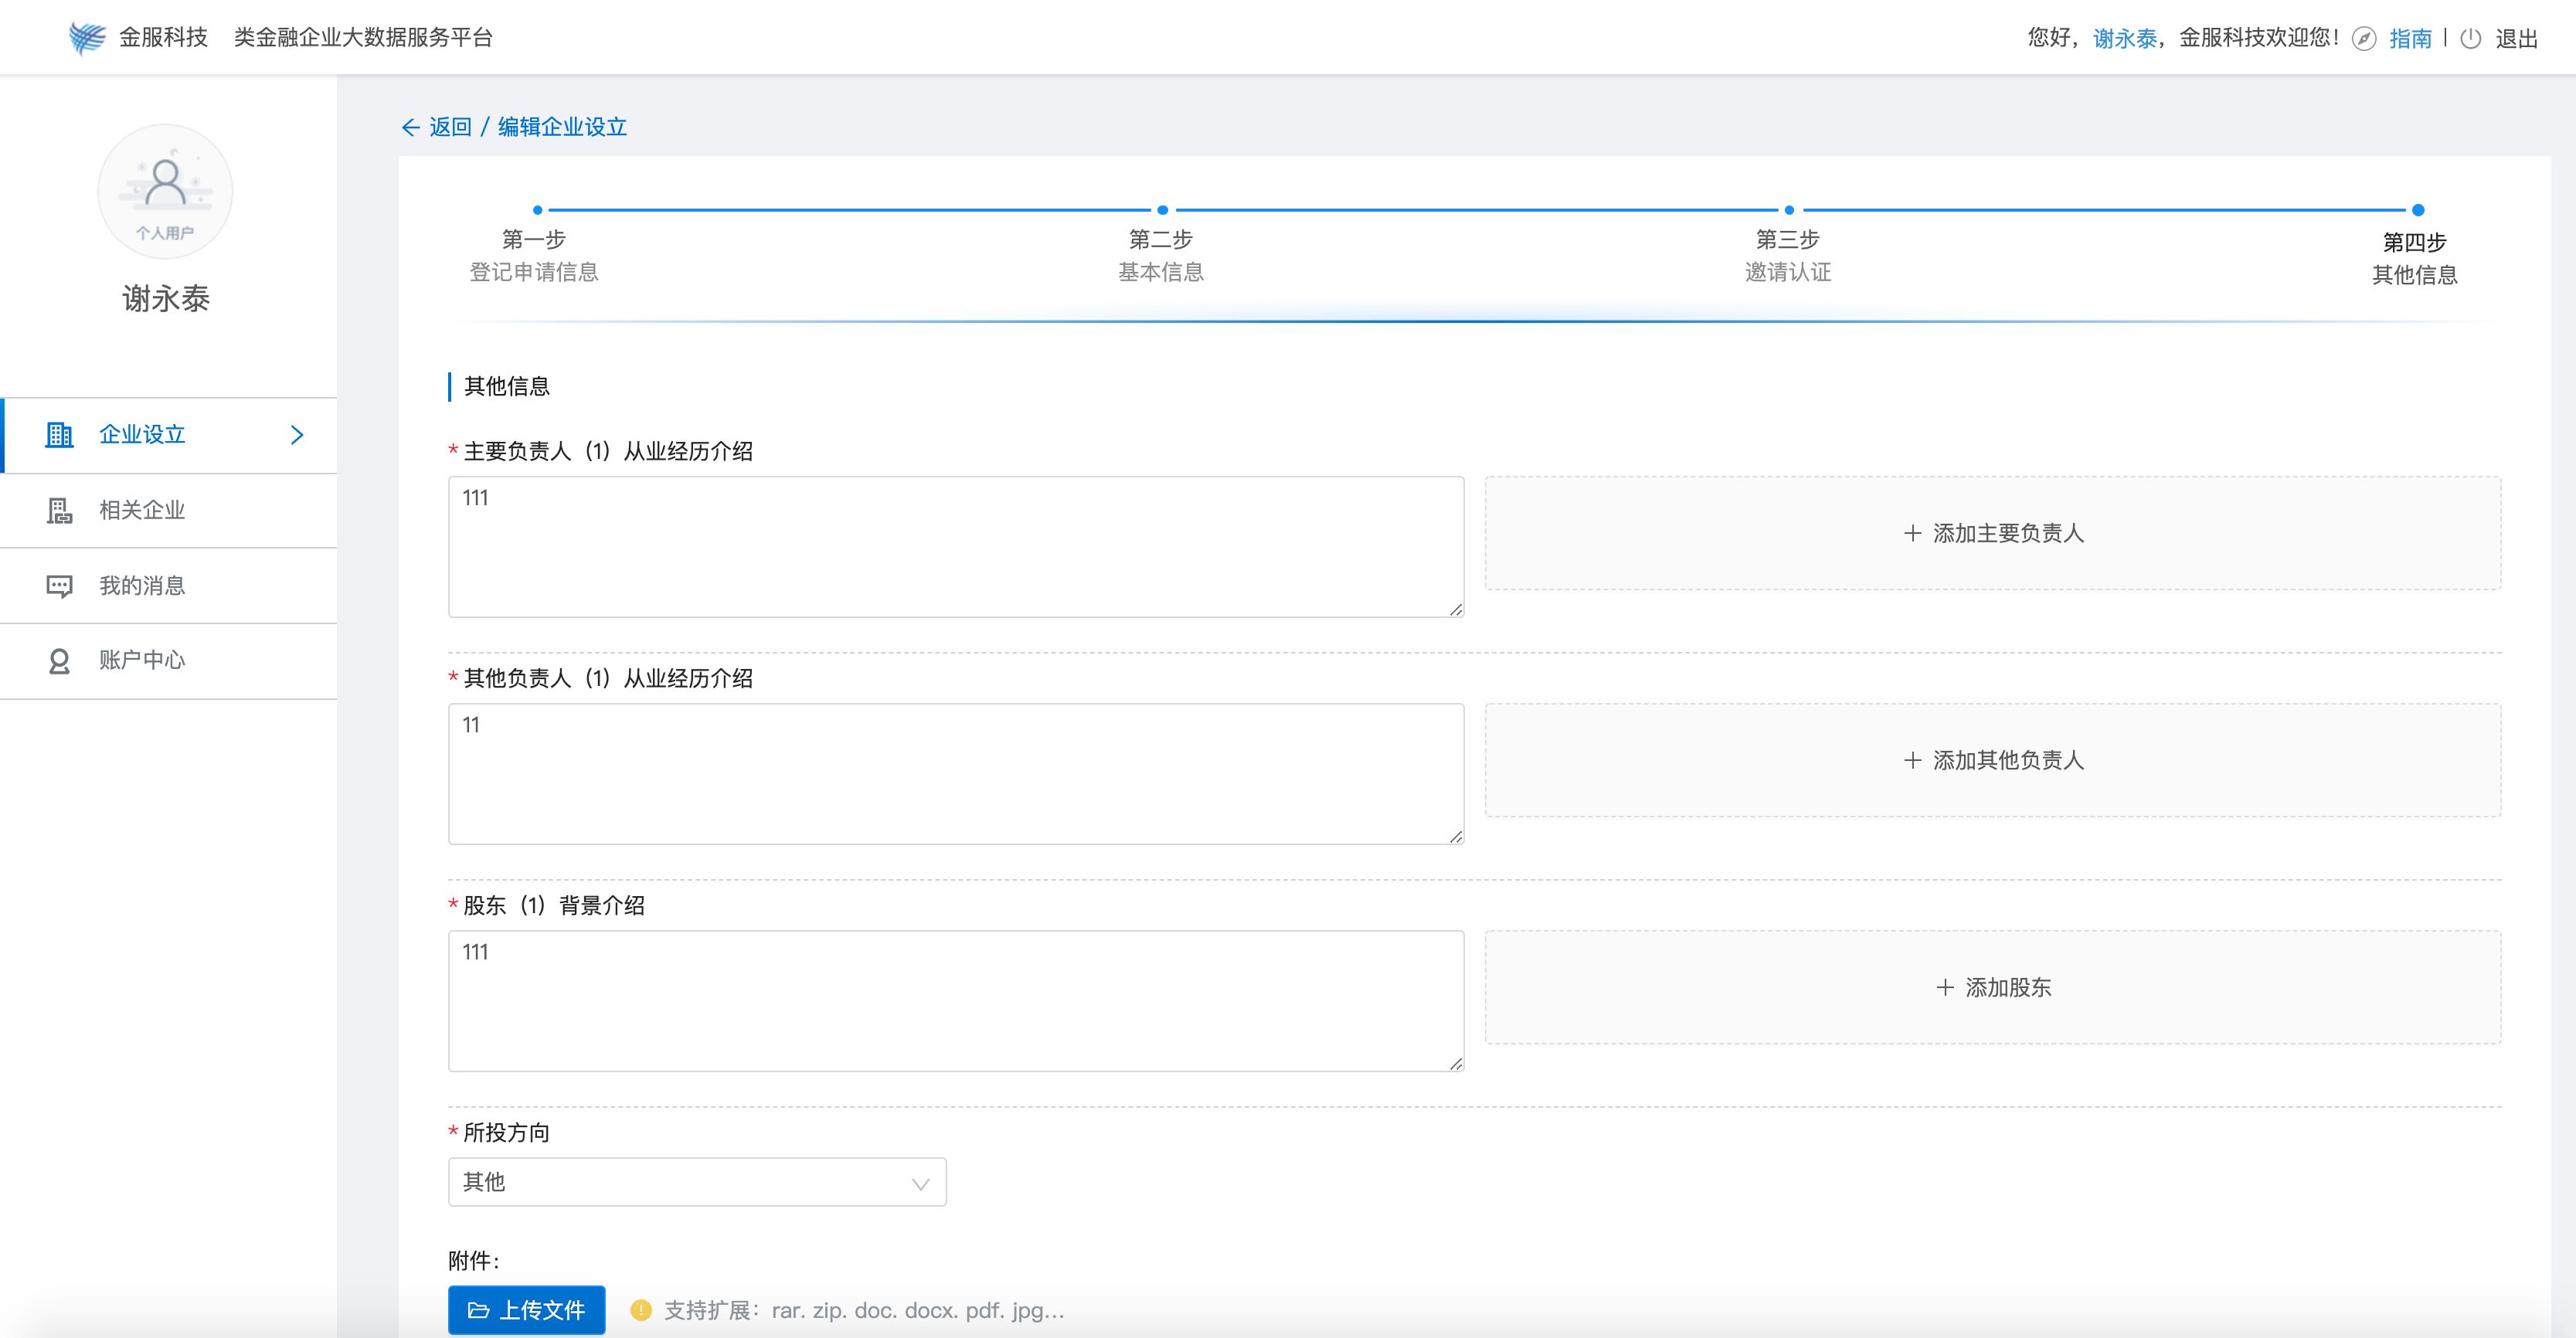 金服科技 类金融企业大数据服务平台
您好，谢永泰，金服科技欢迎您！ 指南 | 退出
个人用户
谢永泰
企业设立
相关企业
我的消息
账户中心
返回 / 编辑企业设立
第一步
登记申请信息
第二步
基本信息
第三步
邀请认证
第四步
其他信息
其他信息
* 主要负责人（1）从业经历介绍
111
＋ 添加主要负责人
* 其他负责人（1）从业经历介绍
11
＋ 添加其他负责人
* 股东（1）背景介绍
111
＋ 添加股东
* 所投方向
其他
附件：
上传文件
支持扩展：rar. zip. doc. docx. pdf. jpg...